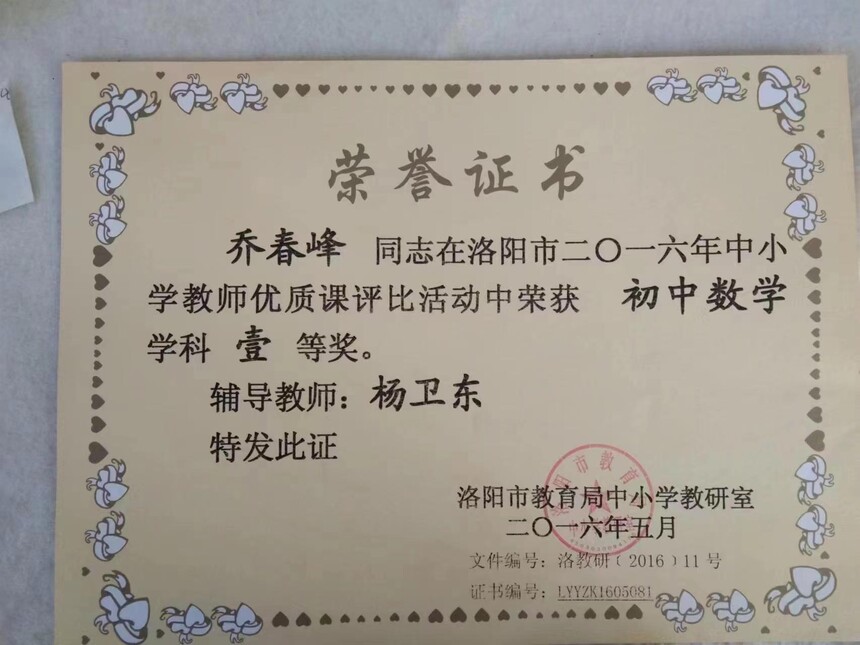 荣誉证书
乔春峰 同志在洛阳市二〇一六年中小
学教师优质课评比活动中荣获 初中数学
学科 壹 等奖。
辅导教师：杨卫东
特发此证
洛阳市教育局中小学教研室
二〇一六年五月
文件编号：洛教研﹝2016﹞11号
证书编号：LYYZK1605081